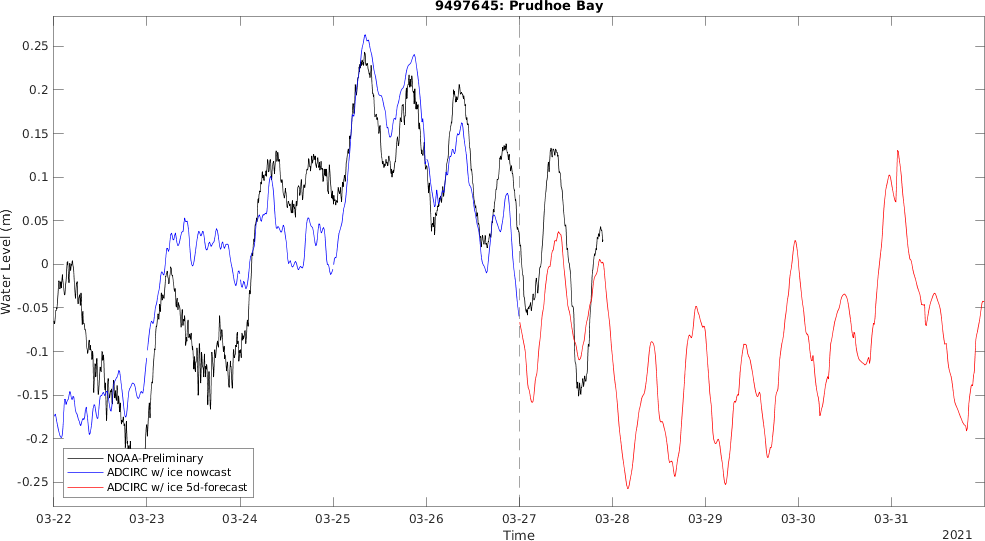 9497645: Prudhoe Bay
Water Level (m)
0.25
0.2
0.15
0.1
0.05
0
-0.05
-0.1
-0.15
-0.2
-0.25
NOAA-Preliminary
ADCIRC w/ ice nowcast
ADCIRC w/ ice 5d-forecast
03-22 03-23 03-24 03-25 03-26 03-27 03-28 03-29 03-30 03-31
Time
2021